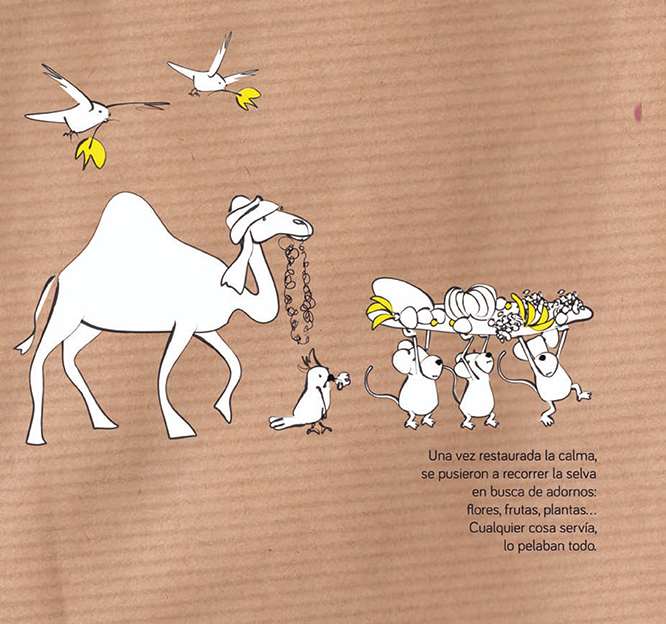 Una vez restaurada la calma,
se pusieron a recorrer la selva
en busca de adornos:
flores, frutas, plantas...
Cualquier cosa servía,
lo pelaban todo.